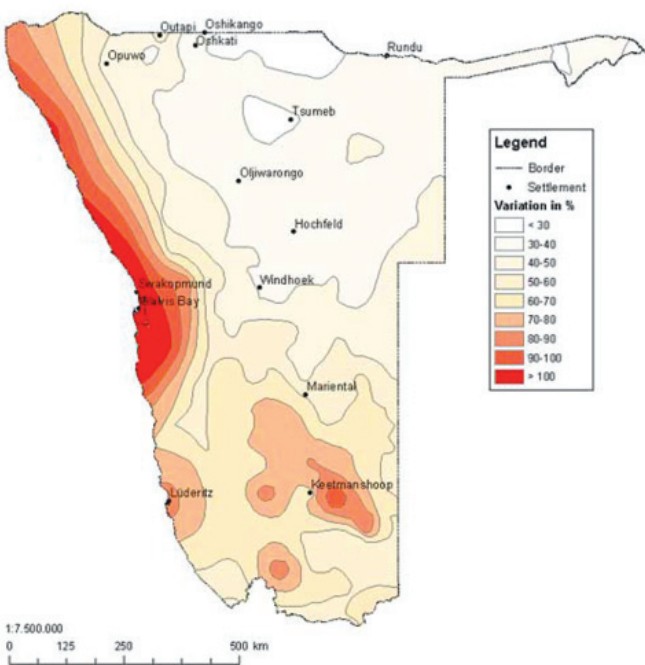 Oshikango
Outapi
Oshkati
Opuwo
Rundu
Tsumeb
Oljiwarongo
Hochfeld
Windhoek
Swakopmund
Walvis Bay
Mariental
Lüderitz
Keetmanshoop
Legend
Border
Settlement
Variation in %
< 30
30-40
40-50
50-60
60-70
70-80
80-90
90-100
> 100
1:7.500.000
0 125 250 500 km